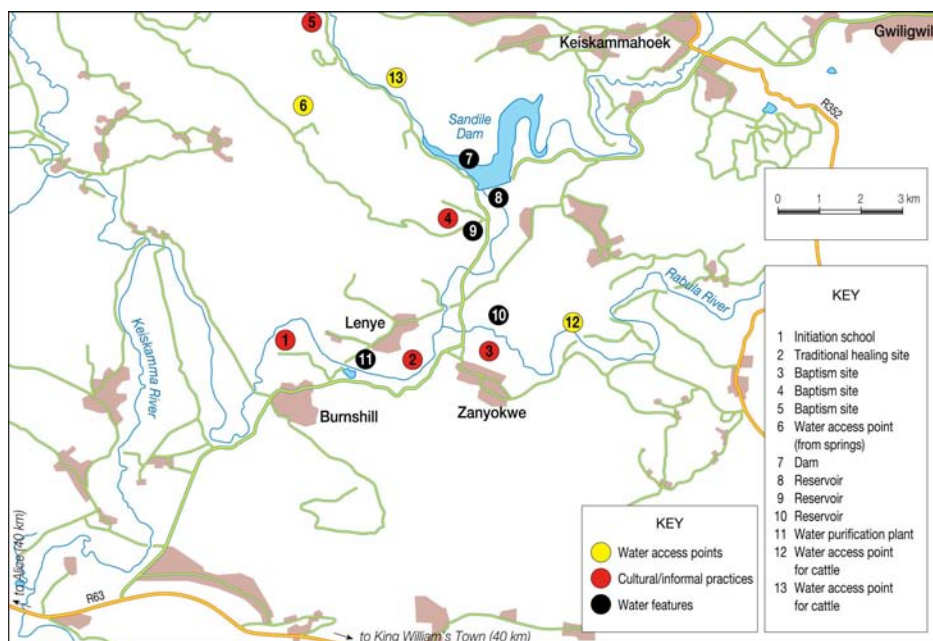 5
Keiskammahoek
Gwiligwil
13
6
R352
Sandile
Dam
7
8
4
9
0 1 2 3 km
Rabula River
Keiskamma River
Lenye
10
12
1
11
2
3
Burnshill
Zanyokwe
KEY
1 Initiation school
2 Traditional healing site
3 Baptism site
4 Baptism site
5 Baptism site
6 Water access point
(from springs)
7 Dam
8 Reservoir
9 Reservoir
10 Reservoir
11 Water purification plant
12 Water access point
for cattle
13 Water access point
for cattle
KEY
Water access points
Cultural/informal practices
Water features
to Alice (40 km)
R63
to King William's Town (40 km)